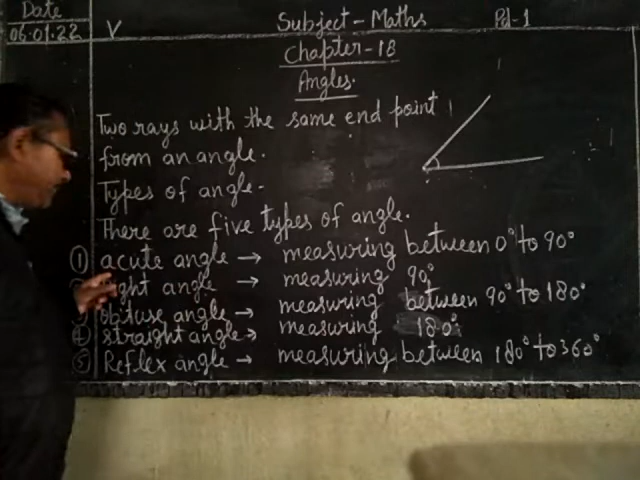 Date
06.01.22
V
Subject - Maths
Pd-1
Chapter-18
Angles.
Two rays with the same end point
from an angle.
Types of angle-
There are five types of angle.
① acute angle → measuring between 0° to 90°
ght angle → measuring 90°
obtuse angle → measuring between 90° to 180°
④ straight angle → measuring 180°
⑤ Reflex angle → measuring between 180° to 360°